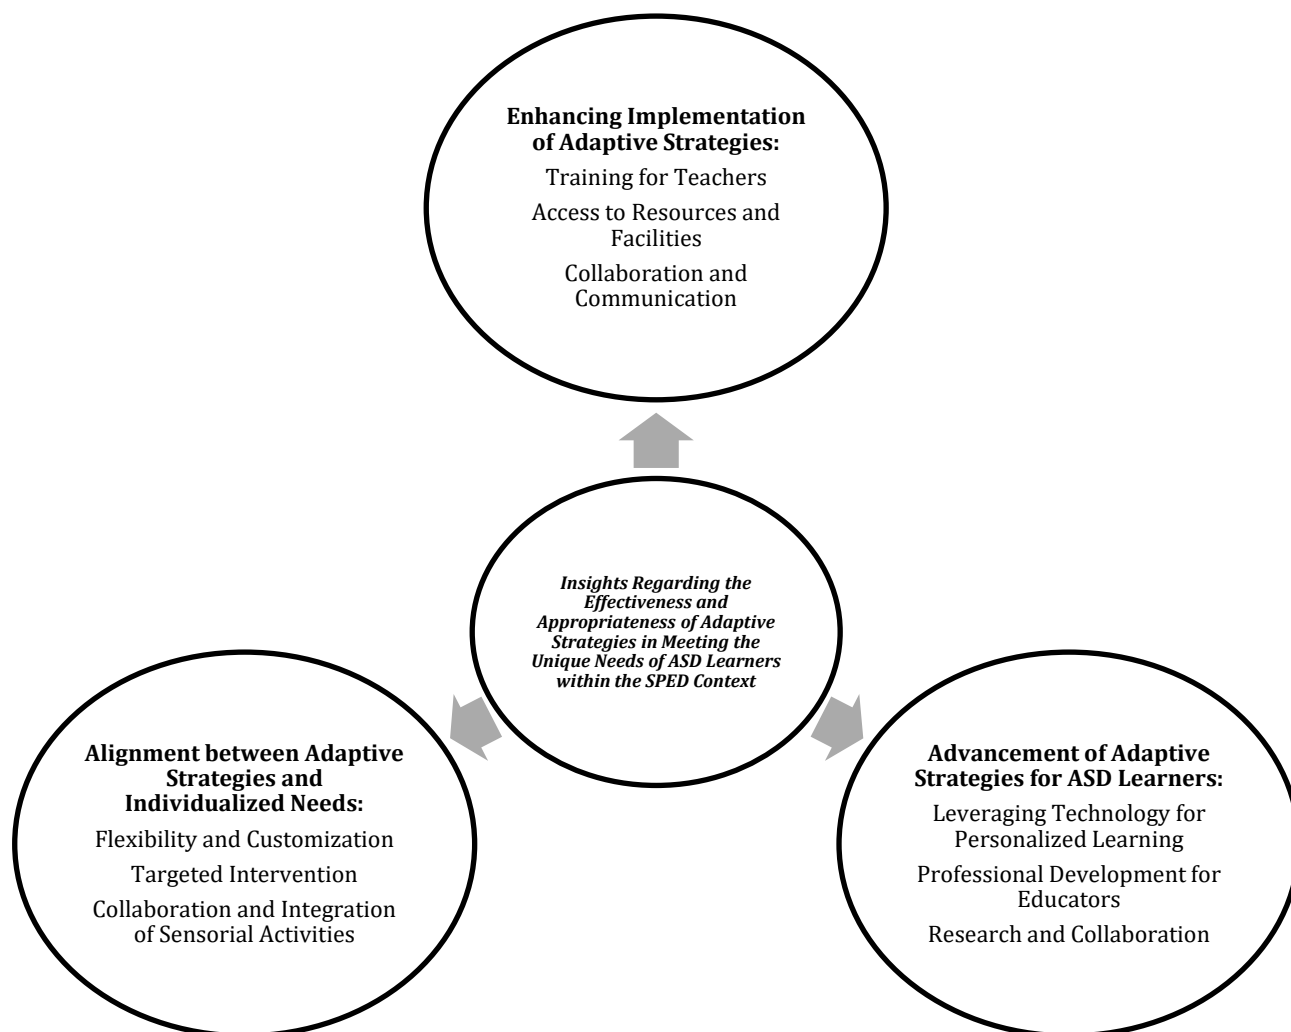 Enhancing Implementation
of Adaptive Strategies:
Training for Teachers
Access to Resources and
Facilities
Collaboration and
Communication
Insights Regarding the
Effectiveness and
Appropriateness of Adaptive
Strategies in Meeting the
Unique Needs of ASD Learners
within the SPED Context
Alignment between Adaptive
Strategies and
Individualized Needs:
Flexibility and Customization
Targeted Intervention
Collaboration and Integration
of Sensorial Activities
Advancement of Adaptive
Strategies for ASD Learners:
Leveraging Technology for
Personalized Learning
Professional Development for
Educators
Research and Collaboration